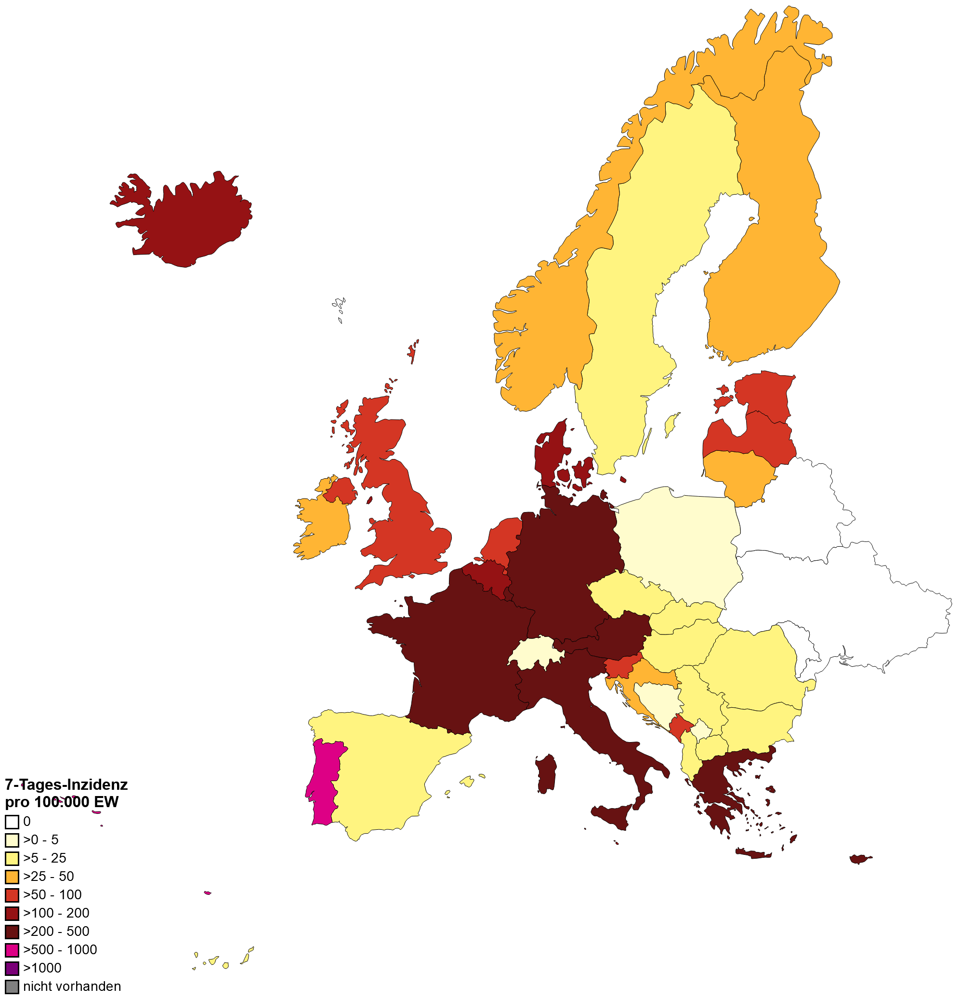 7-Tages-Inzidenz
pro 100.000 EW
0
>0 - 5
>5 - 25
>25 - 50
>50 - 100
>100 - 200
>200 - 500
>500 - 1000
>1000
nicht vorhanden